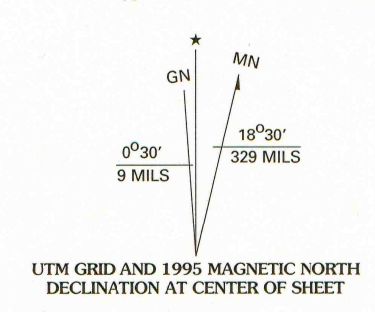 ★
MN
GN
18°30'
0°30'
329 MILS
9 MILS
UTM GRID AND 1995 MAGNETIC NORTH
DECLINATION AT CENTER OF SHEET